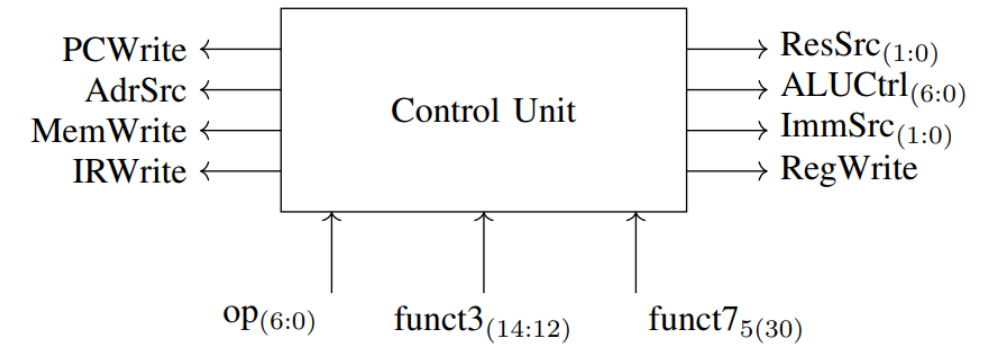 PCWrite
AdrSrc
MemWrite
IRWrite
Control Unit
ResSrc(1:0)
ALUCtrl(6:0)
ImmSrc(1:0)
RegWrite
op(6:0)
funct3(14:12)
funct75(30)